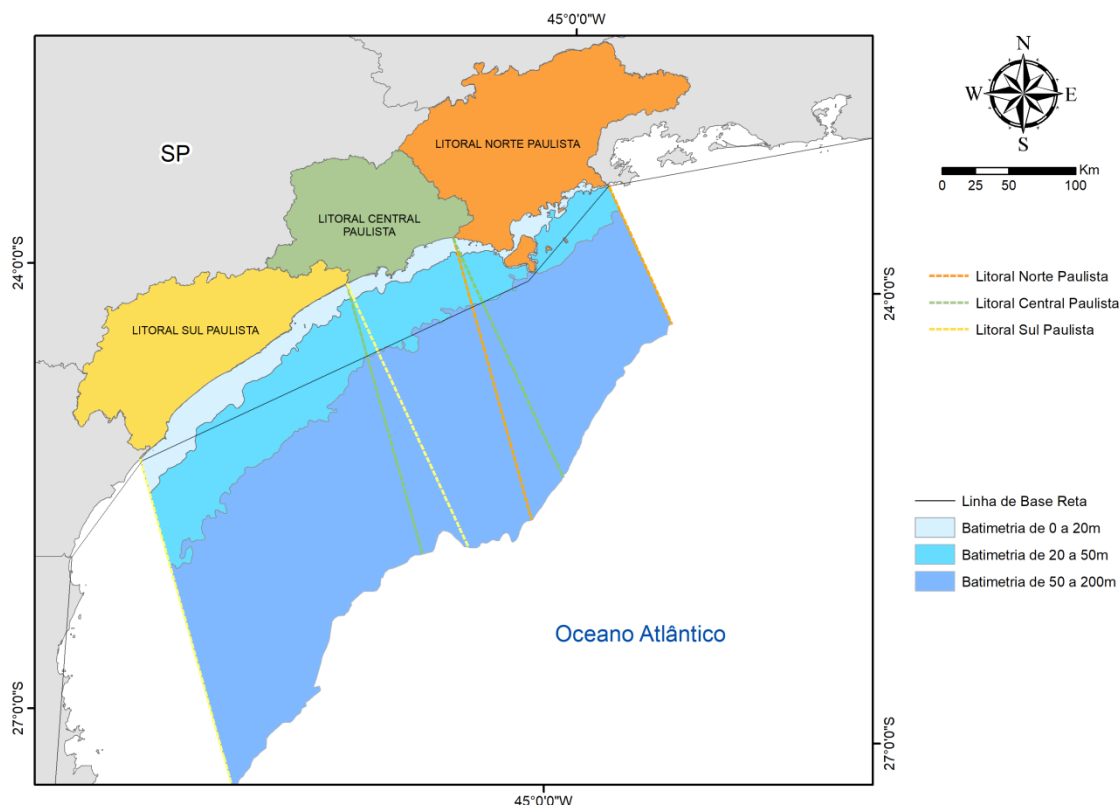 45°0'0"W
SP
LITORAL NORTE PAULISTA
LITORAL CENTRAL
PAULISTA
LITORAL SUL PAULISTA
24°0'0"S
27°0'0"S
24°0'0"S
27°0'0"S
Oceano Atlântico
45°0'0"W
N
W
E
S
Km
0 25 50 100
Litoral Norte Paulista
Litoral Central Paulista
Litoral Sul Paulista
Linha de Base Reta
Batimetria de 0 a 20m
Batimetria de 20 a 50m
Batimetria de 50 a 200m